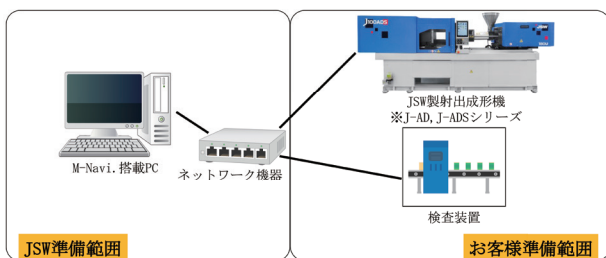 J100ADS
JSW製射出成形機
※J-AD,J-ADSシリーズ
M-Navi.搭載PC
ネットワーク機器
検査装置
JSW準備範囲
お客様準備範囲